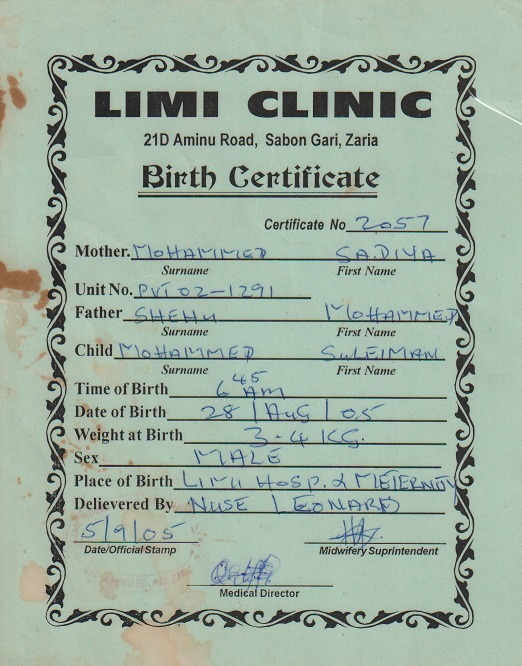 LIMI CLINIC
21D Aminu Road, Sabon Gari, Zaria
Birth Certificate
Certificate No 2057
Mother. MOHAMMED SADIYA
Surname First Name
Unit No. PVT 02-1291
Father SHEHU MOHAMMED
Surname First Name
Child MOHAMMED SULEIMAN
Surname First Name
Time of Birth 6 45 AM
Date of Birth 28 / AUG / 05
Weight at Birth 3-4 KG.
Sex MALE
Place of Birth LIMI HOSP. & METERNITY
Delievered By NUSE LEONARD
5/9/05
Date/Official Stamp Midwifery Suprintendent
Medical Director